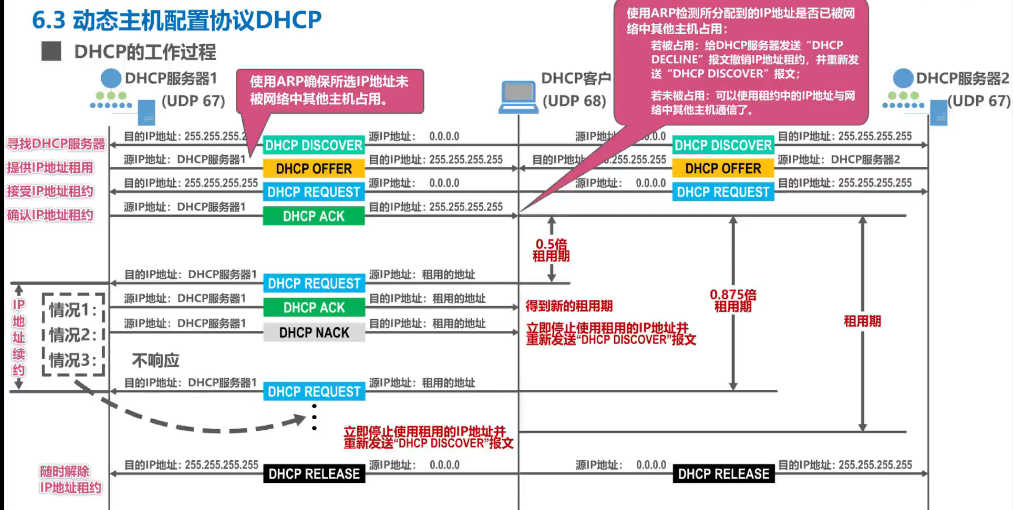 6.3 动态主机配置协议DHCP
DHCP的工作过程
使用ARP检测所分配到的IP地址是否已被网
络中其他主机占用：
若被占用：给DHCP服务器发送“DHCP
DECLINE”报文撤销IP地址租约，并重新发
送“DHCP DISCOVER”报文；
若未被占用：可以使用租约中的IP地址与网
络中其他主机通信了。
DHCP服务器1
(UDP 67)
使用ARP确保所选IP地址未
被网络中其他主机占用。
DHCP客户
(UDP 68)
DHCP服务器2
(UDP 67)
寻找DHCP服务器
目的IP地址: 255.255.255.2
DHCP DISCOVER
源IP地址: 0.0.0.0
源IP地址: 0.0.0.0
DHCP DISCOVER
目的IP地址: 255.255.255.255
提供IP地址租用
源IP地址: DHCP服务器1
DHCP OFFER
目的IP地址: 255.255.255.255
目的IP地址: 255.255.255.255
DHCP OFFER
源IP地址: DHCP服务器2
接受IP地址租约
目的IP地址: 255.255.255.255
DHCP REQUEST
源IP地址: 0.0.0.0
源IP地址: 0.0.0.0
DHCP REQUEST
目的IP地址: 255.255.255.255
确认IP地址租约
源IP地址: DHCP服务器1
DHCP ACK
目的IP地址: 255.255.255.255
0.5倍
租用期
0.875倍
租用期
租用期
IP地址续约
目的IP地址: DHCP服务器1
DHCP REQUEST
源IP地址: 租用的地址
情况1:
源IP地址: DHCP服务器1
DHCP ACK
目的IP地址: 租用的地址
得到新的租用期
情况2:
源IP地址: DHCP服务器1
DHCP NACK
目的IP地址: 租用的地址
立即停止使用租用的IP地址并
重新发送“DHCP DISCOVER”报文
情况3:
不响应
目的IP地址: DHCP服务器1
DHCP REQUEST
源IP地址: 租用的地址
立即停止使用租用的IP地址并
重新发送“DHCP DISCOVER”报文
随时解除
IP地址租约
目的IP地址: 255.255.255.255
DHCP RELEASE
源IP地址: 0.0.0.0
源IP地址: 0.0.0.0
DHCP RELEASE
目的IP地址: 255.255.255.255